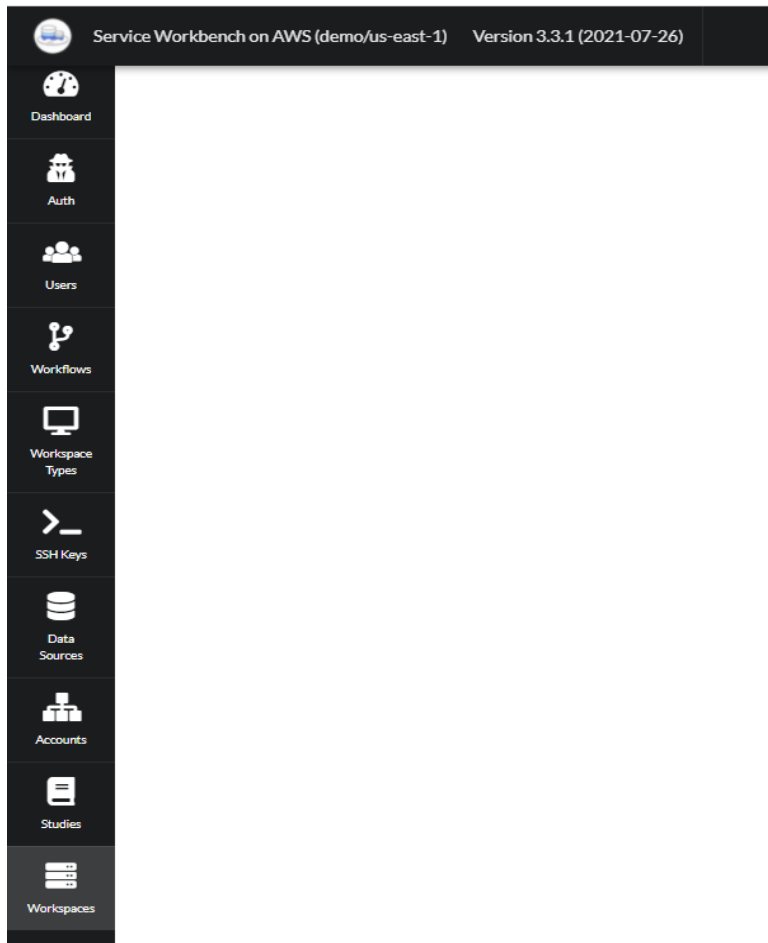 Service Workbench on AWS (demo/us-east-1) Version 3.3.1 (2021-07-26)
Dashboard
Auth
Users
Workflows
Workspace
Types
SSH Keys
Data
Sources
Accounts
Studies
Workspaces